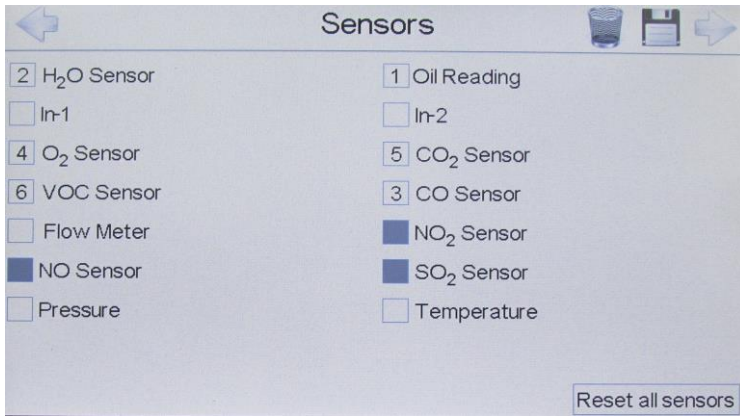 Sensors
2 H₂O Sensor
1 Oil Reading
In-1
In-2
4 O₂ Sensor
5 CO₂ Sensor
6 VOC Sensor
3 CO Sensor
Flow Meter
NO₂ Sensor
NO Sensor
SO₂ Sensor
Pressure
Temperature
Reset all sensors